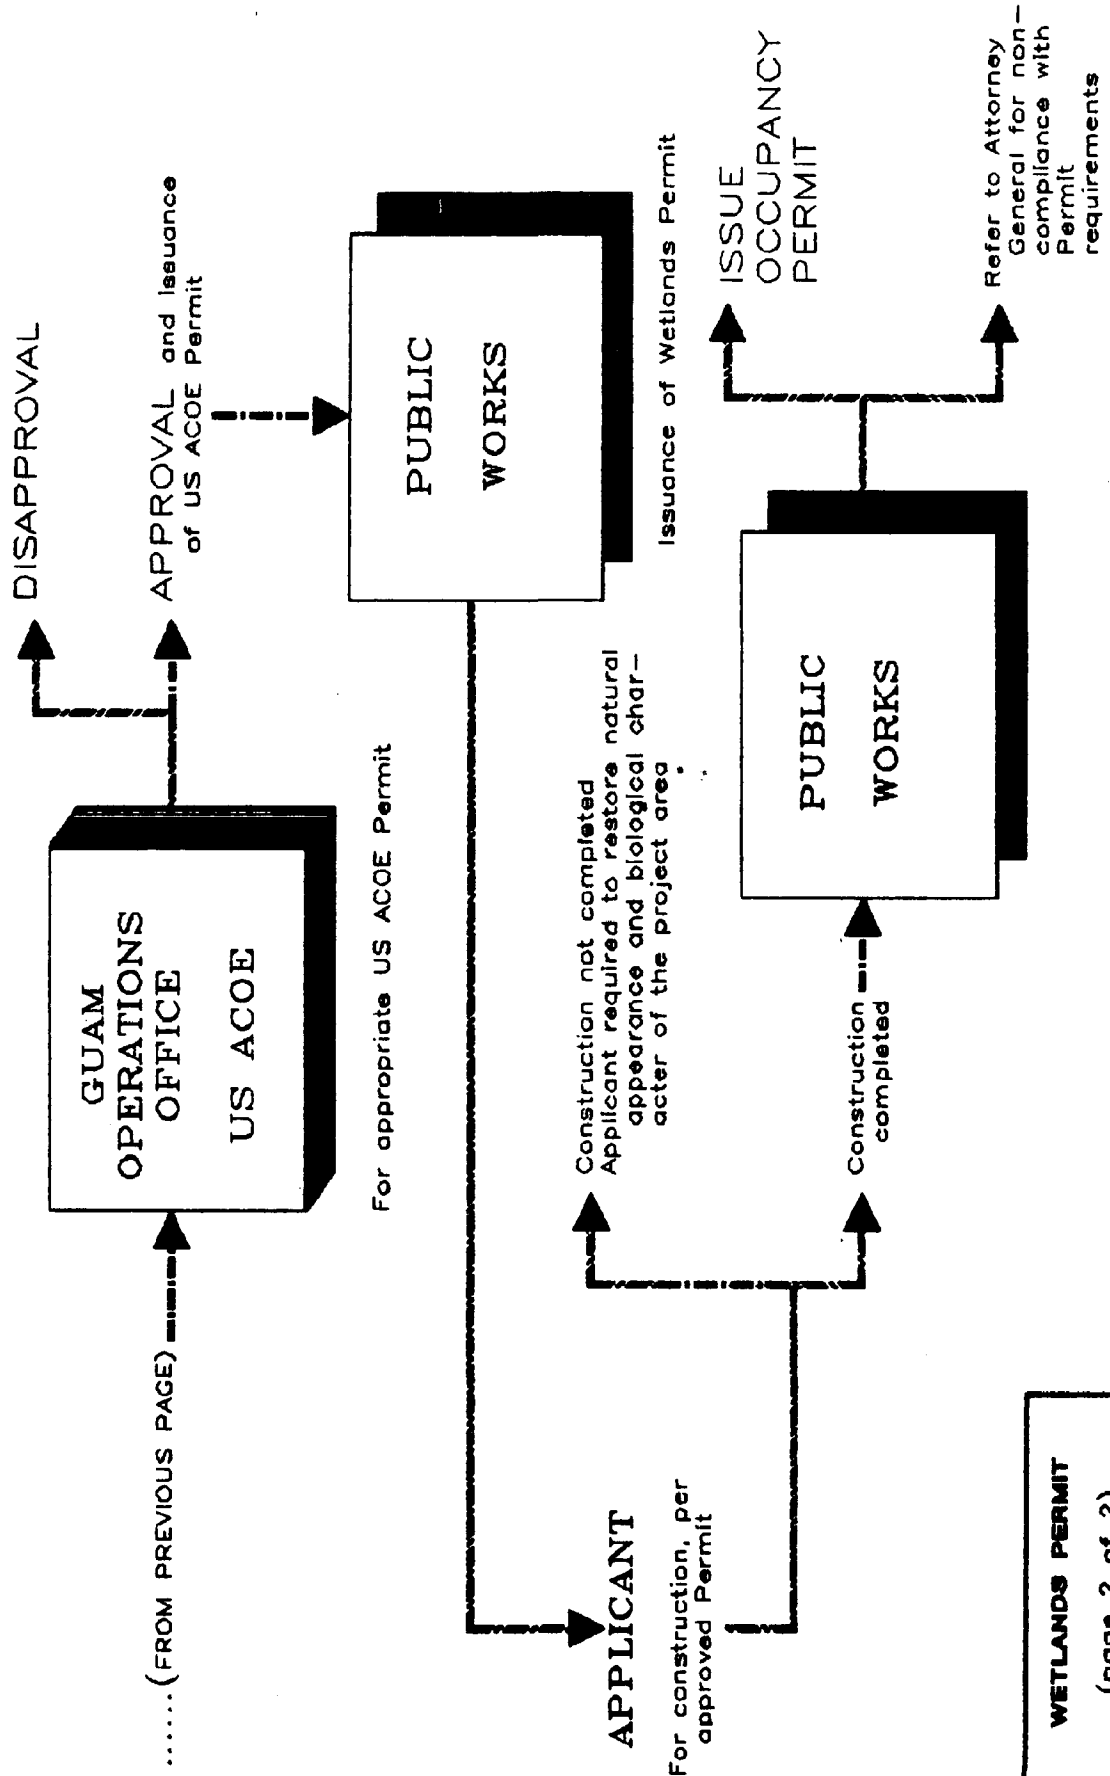 ......(FROM PREVIOUS PAGE)
GUAM
OPERATIONS
OFFICE
US ACOE
For appropriate US ACOE Permit
DISAPPROVAL
APPROVAL and Issuance
of US ACOE Permit
PUBLIC
WORKS
Issuance of Wetlands Permit
APPLICANT
For construction, per
approved Permit
Construction not completed
Applicant required to restore natural
appearance and biological char-
acter of the project area
Construction
completed
PUBLIC
WORKS
ISSUE
OCCUPANCY
PERMIT
Refer to Attorney
General for non-
compliance with
Permit
requirements
WETLANDS PERMIT
(page 2 of 2)